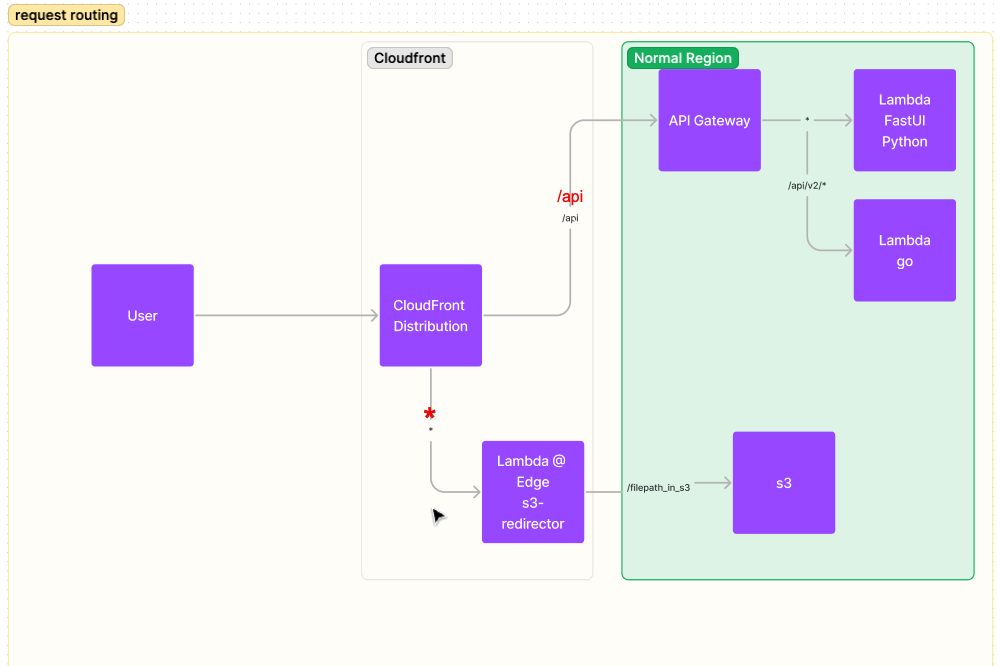 request routing
Cloudfront
Normal Region
API Gateway
*
Lambda
FastUI
Python
/api/v2/*
/api
/api
Lambda
go
User
CloudFront
Distribution
*
*
Lambda @
Edge
s3-
redirector
/filepath_in_s3
s3